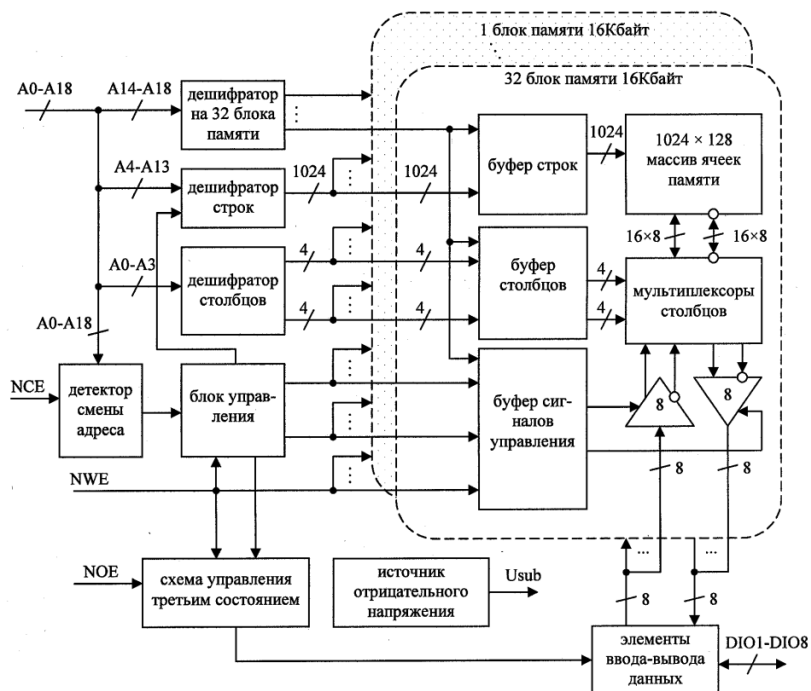 1 блок памяти 16Кбайт
32 блок памяти 16Кбайт
A0-A18
A14-A18
дешифратор
на 32 блока
памяти
A4-A13
дешифратор
строк
1024
1024
буфер строк
1024
1024 × 128
массив ячеек
памяти
16×8
16×8
A0-A3
дешифратор
столбцов
4
4
4
4
буфер
столбцов
4
4
мультиплексоры
столбцов
A0-A18
NCE
детектор
смены
адреса
блок управ-
ления
буфер сиг-
налов
управления
8
8
8
8
NWE
NOE
схема управления
третьим состоянием
источник
отрицательного
напряжения
Usub
8
8
элементы
ввода-вывода
данных
DIO1-DIO8